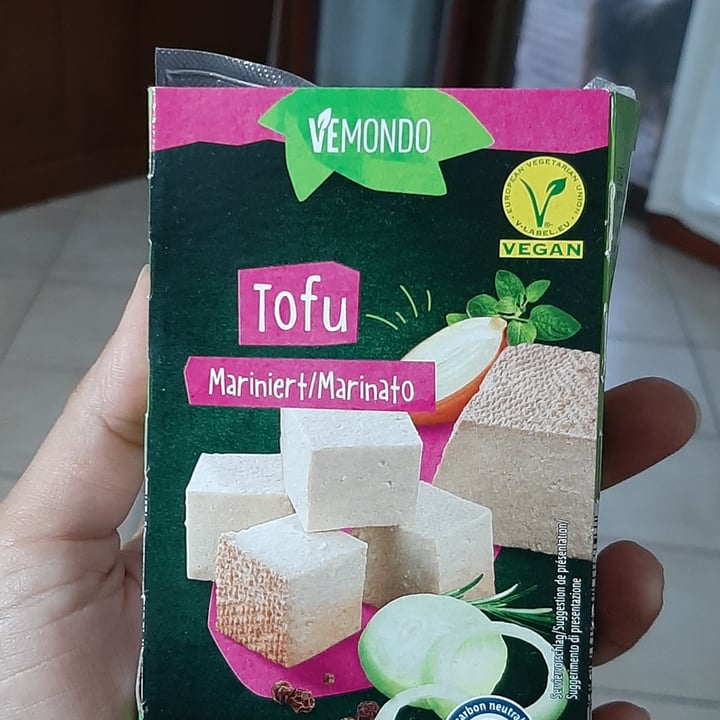 VEMONDO
EUROPEAN VEGETARIAN UNION
V-LABEL.EU
VEGAN
Tofu
Mariniert/Marinato
Serviervorschlag/Suggestion de présentation/
Suggerimento di presentazione
carbon neutral